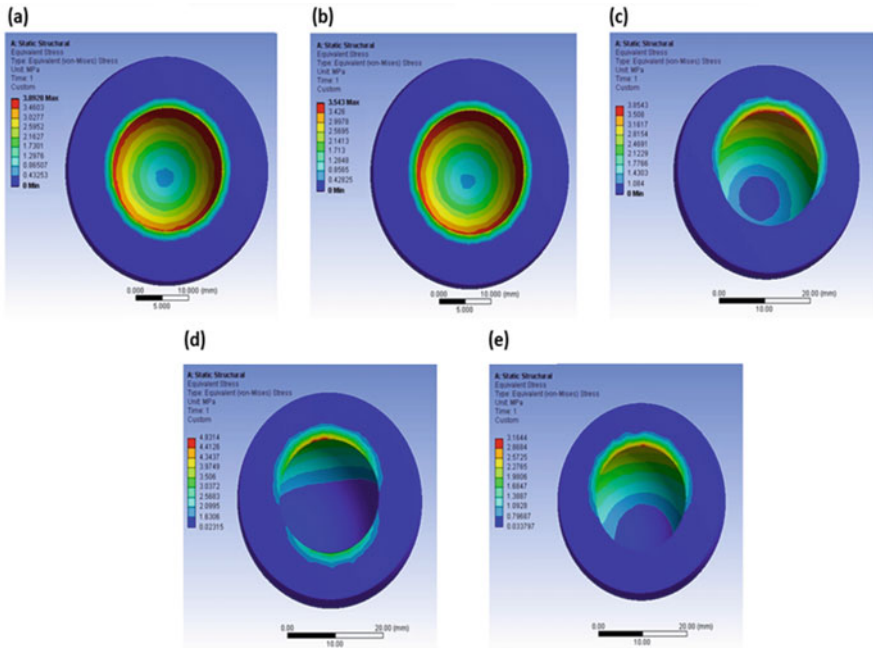 (a)
A: Static Structural
Equivalent Stress
Type: Equivalent (von-Mises) Stress
Unit: MPa
Time: 1
Custom
3.8928 Max
3.4603
3.0277
2.5952
2.1627
1.7301
1.2976
0.86507
0.43253
0 Min
0.000
10.000 (mm)
5.000
(b)
A: Static Structural
Equivalent Stress
Type: Equivalent (von-Mises) Stress
Unit: MPa
Time: 1
Custom
3.543 Max
3.426
2.9978
2.5695
2.1413
1.713
1.2848
0.8565
0.42825
0 Min
0.000
10.000 (mm)
5.000
(c)
A: Static Structural
Equivalent Stress
Type: Equivalent (von-Mises) Stress
Unit: MPa
Time: 1
Custom
3.8543
3.508
3.1617
2.8154
2.4691
2.1228
1.7766
1.4303
1.084
0 Min
0.00
20.00 (mm)
10.00
(d)
A: Static Structural
Equivalent Stress
Type: Equivalent (von-Mises) Stress
Unit: MPa
Time: 1
Custom
4.8314
4.4128
4.3437
3.9749
3.506
3.0372
2.5683
2.0995
1.6306
0.02315
0.00
20.00 (mm)
10.00
(e)
A: Static Structural
Equivalent Stress
Type: Equivalent (von-Mises) Stress
Unit: MPa
Time: 1
Custom
3.1644
2.8684
2.5725
2.2765
1.9806
1.6847
1.3887
1.0928
0.79687
0.033797
0.00
20.00 (mm)
10.00